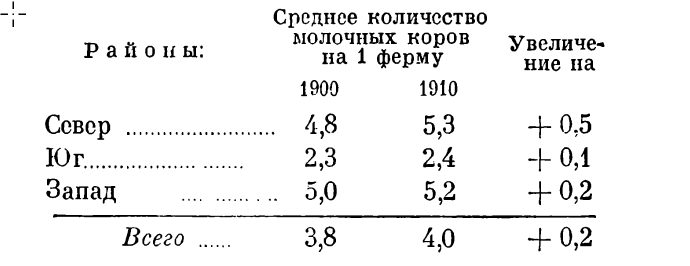 Среднее количество
молочных коров
на 1 ферму
Увеличе-
ние на
Районы:
1900 1910
Север ........................ 4,8 5,3 + 0,5
Юг..................... ....... 2,3 2,4 + 0,1
Запад .... ........ .. 5,0 5,2 + 0,2
Всего ...... 3,8 4,0 + 0,2